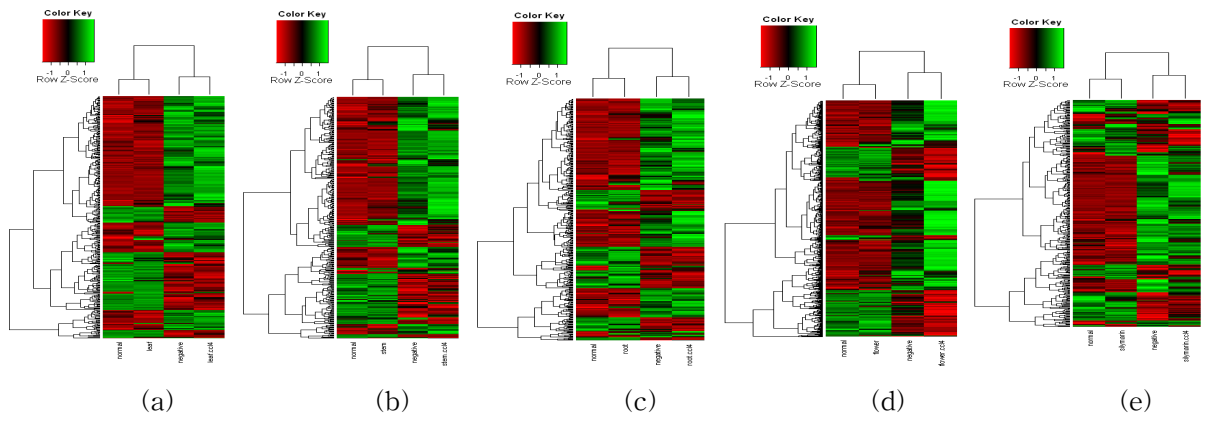 Color Key
-1 0 1
Row Z-Score
normal
leaf
negative
leaf.ccl4
(a)
Color Key
-1 0 1
Row Z-Score
normal
stem
negative
stem.ccl4
(b)
Color Key
-1 0 1
Row Z-Score
normal
root
negative
root.ccl4
(c)
Color Key
-1 0 1
Row Z-Score
normal
flower
negative
flower.ccl4
(d)
Color Key
-1 0 1
Row Z-Score
normal
silymarin
negative
silymarin.ccl4
(e)